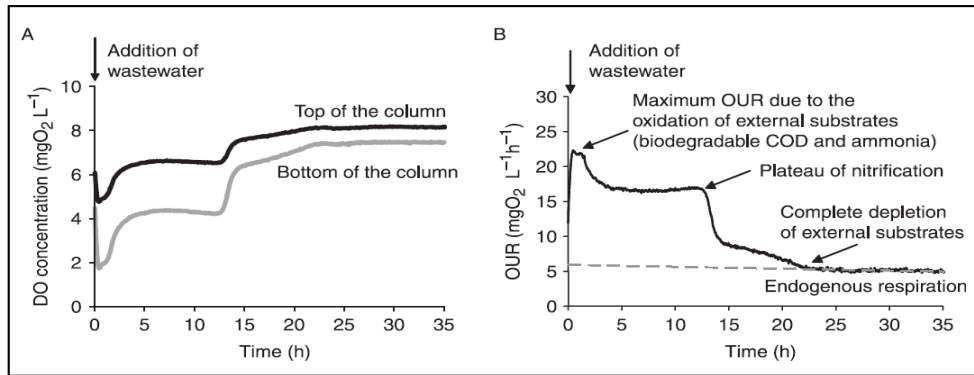 A
Addition of
wastewater
DO concentration (mgO₂ L⁻¹)
10
8
6
4
2
0
Top of the column
Bottom of the column
0 5 10 15 20 25 30 35
Time (h)
B
Addition of
wastewater
OUR (mgO₂ L⁻¹h⁻¹)
30
25
20
15
10
5
0
Maximum OUR due to the
oxidation of external substrates
(biodegradable COD and ammonia)
Plateau of nitrification
Complete depletion
of external substrates
Endogenous respiration
0 5 10 15 20 25 30 35
Time (h)